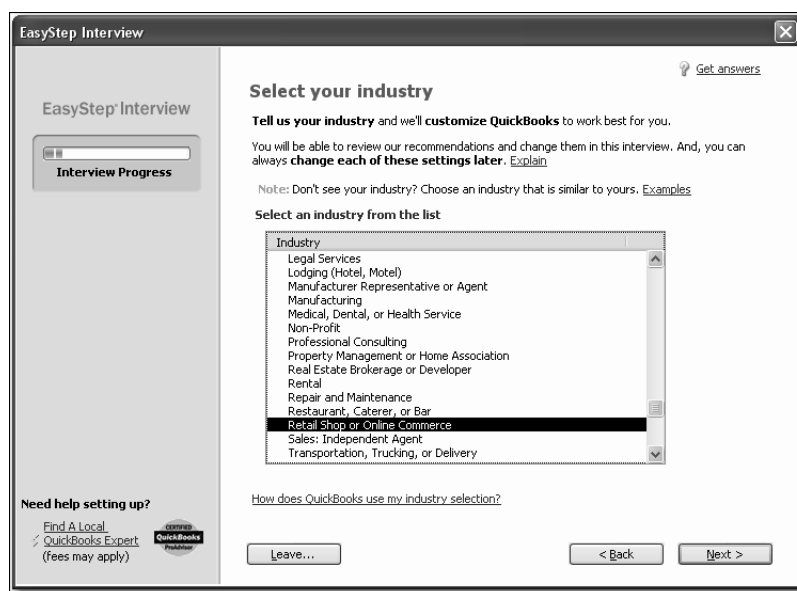 EasyStep Interview
Get answers
EasyStep Interview
Interview Progress
Select your industry
Tell us your industry and we'll customize QuickBooks to work best for you.
You will be able to review our recommendations and change them in this interview. And, you can
always change each of these settings later. Explain
Note: Don't see your industry? Choose an industry that is similar to yours. Examples
Select an industry from the list
Industry
Legal Services
Lodging (Hotel, Motel)
Manufacturer Representative or Agent
Manufacturing
Medical, Dental, or Health Service
Non-Profit
Professional Consulting
Property Management or Home Association
Real Estate Brokerage or Developer
Rental
Repair and Maintenance
Restaurant, Caterer, or Bar
Retail Shop or Online Commerce
Sales: Independent Agent
Transportation, Trucking, or Delivery
How does QuickBooks use my industry selection?
Need help setting up?
Find A Local
QuickBooks Expert
(fees may apply)
CERTIFIED
QuickBooks
ProAdvisor
Leave...
< Back
Next >